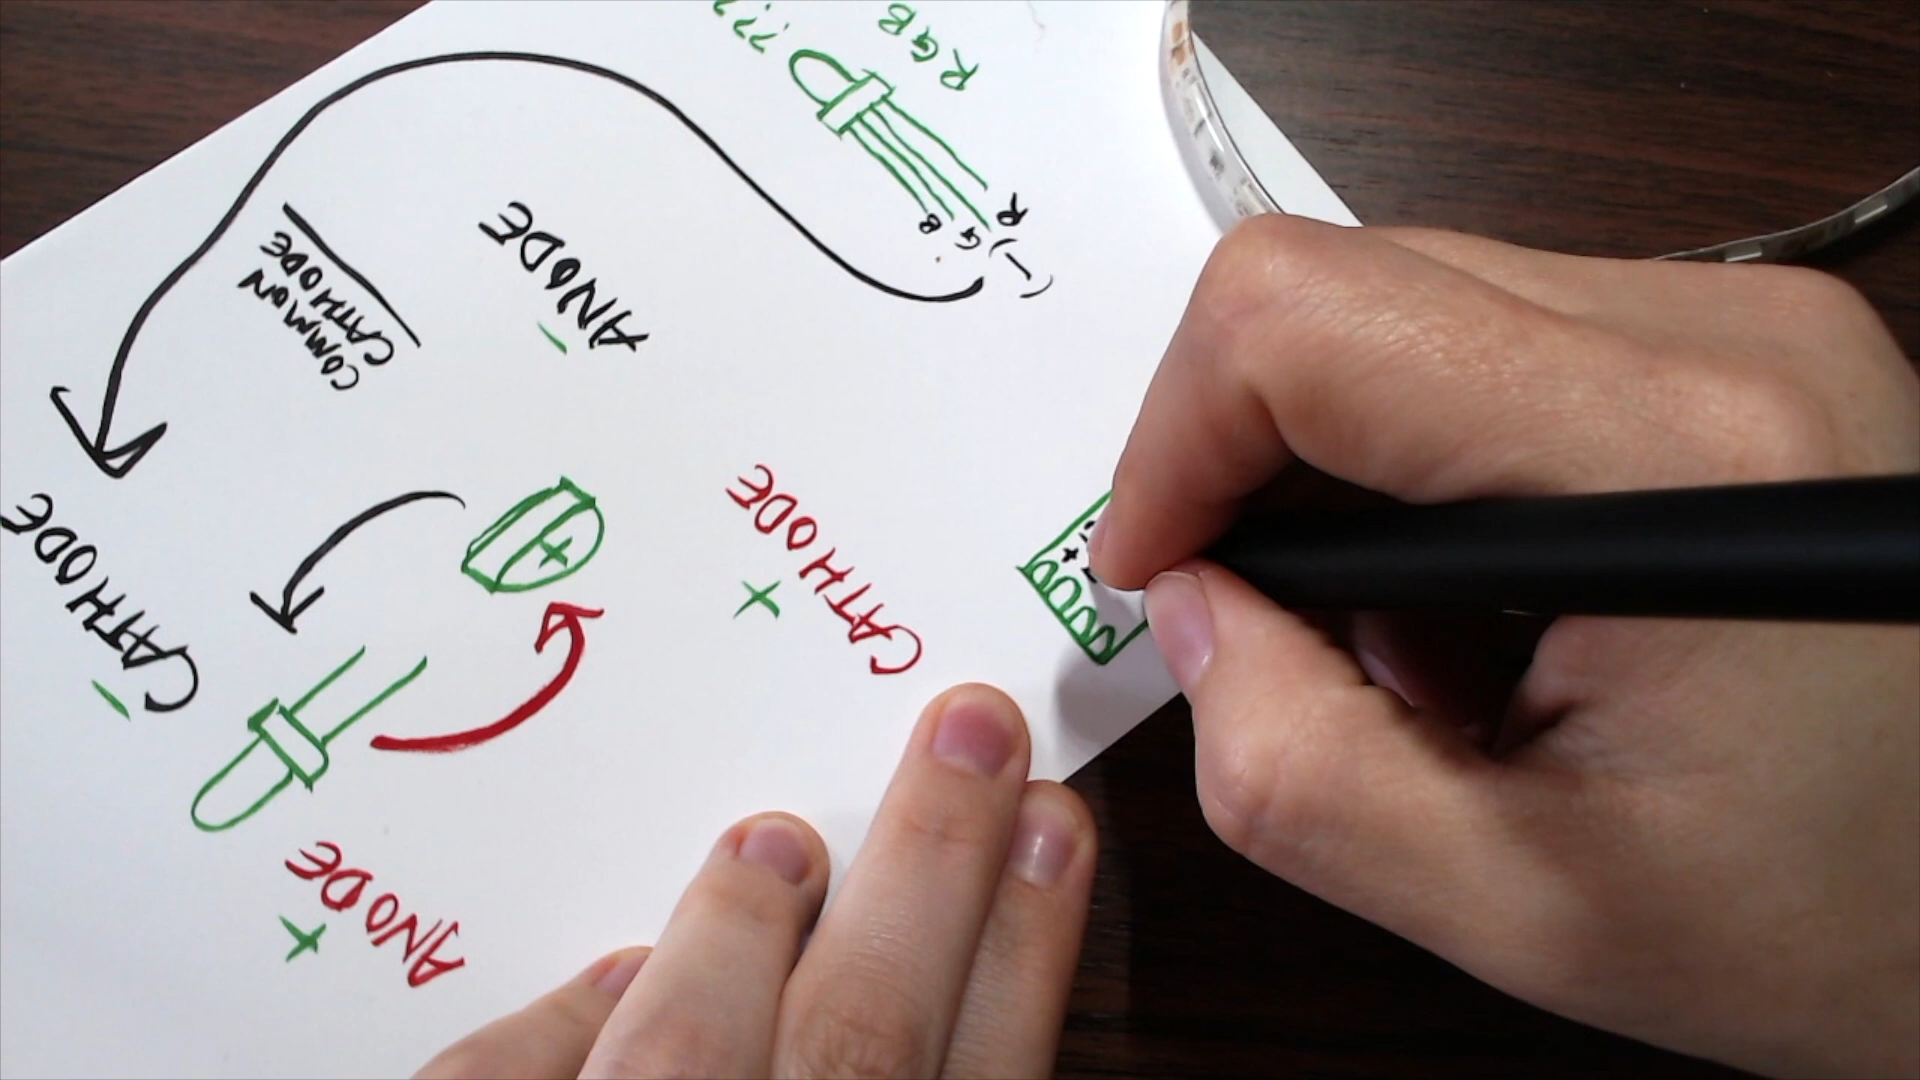 ???
RGB
R
(-)
G
B
ANODE
-
COMMON
CATHODE
CATHODE
+
CATHODE
-
+
ANODE
+
+